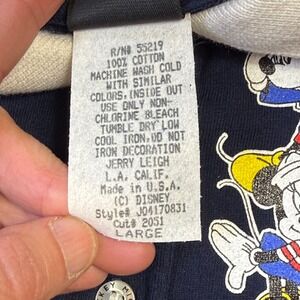 R/N# 55219
100% COTTON
MACHINE WASH COLD
WITH SIMILAR
COLORS, INSIDE OUT
USE ONLY NON-
CHLORINE BLEACH
TUMBLE DRY LOW
COOL IRON, DO NOT
IRON DECORATION
JERRY LEIGH
L.A. CALIF.
Made in U.S.A.
(C) DISNEY
Style# J04170831
Cut# 2051
LARGE